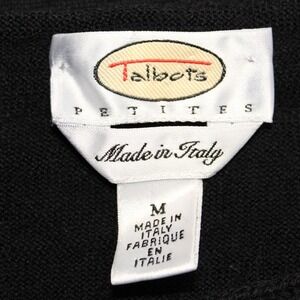 Talbots
PETITES
Made in Italy
M
MADE IN
ITALY
FABRIQUE
EN
ITALIE